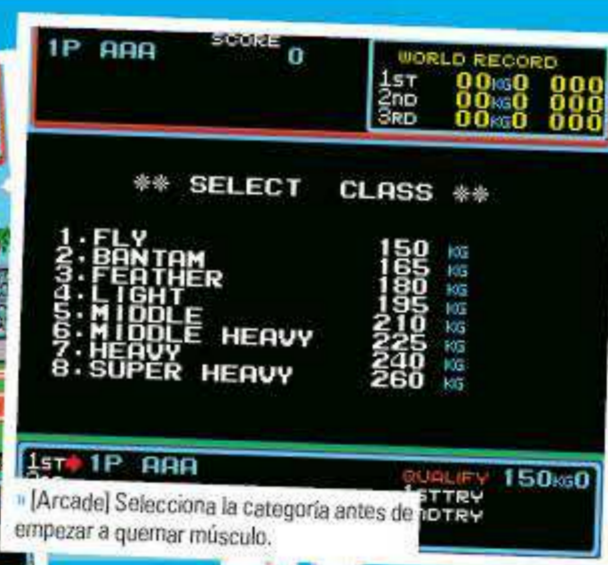 1P AAA SCORE 0
WORLD RECORD
1ST 00KG0 000
2ND 00KG0 000
3RD 00KG0 000
** SELECT CLASS **
1.FLY 150 KG
2.BANTAM 165 KG
3.FEATHER 180 KG
4.LIGHT 195 KG
5.MIDDLE 210 KG
6.MIDDLE HEAVY 225 KG
7.HEAVY 240 KG
8.SUPER HEAVY 260 KG
1ST 1P AAA QUALIFY 150KG0
STTRY
NDTRY
» [Arcade] Selecciona la categoría antes de
empezar a quemar músculo.